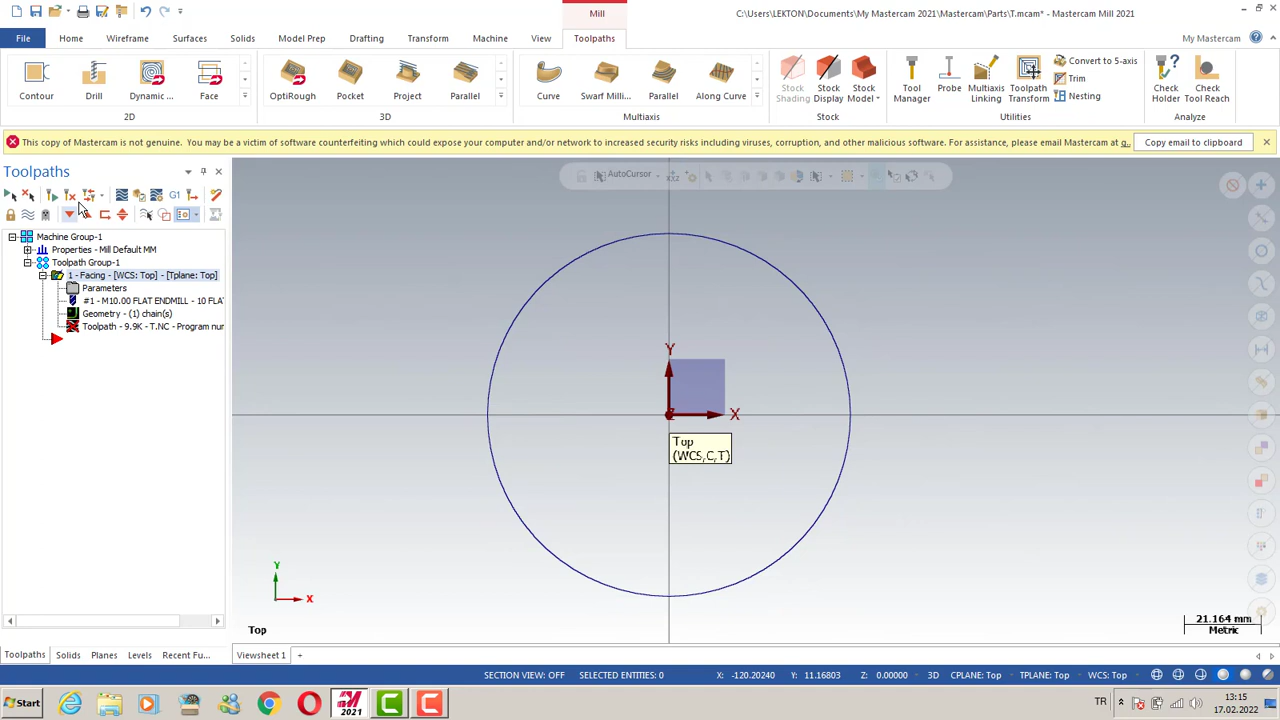 Mill
C:\Users\LEKTON\Documents\My Mastercam 2021\Mastercam\Parts\T.mcam* - Mastercam Mill 2021
File Home Wireframe Surfaces Solids Model Prep Drafting Transform Machine View Toolpaths My Mastercam
Contour Drill Dynamic ... Face
2D
OptiRough Pocket Project Parallel
3D
Curve Swarf Milli... Parallel Along Curve
Multiaxis
Stock Shading Stock Display Stock Model
Stock
Tool Manager Probe Multiaxis Linking Toolpath Transform
Convert to 5-axis
Trim
Nesting
Utilities
Check Holder Check Tool Reach
Analyze
This copy of Mastercam is not genuine. You may be a victim of software counterfeiting which could expose your computer and/or network to increased security risks including viruses, corruption, and other malicious software. For assistance, please email Mastercam at g... Copy email to clipboard
Toolpaths
AutoCursor
G1
Machine Group-1
Properties - Mill Default MM
Toolpath Group-1
1 - Facing - [WCS: Top] - [Tplane: Top]
Parameters
#1 - M10.00 FLAT ENDMILL - 10 FLA
Geometry - (1) chain(s)
Toolpath - 9.9K - T.NC - Program nur
Y
X
Z
Top
(WCS,C,T)
Y
X
Top
21.164 mm
Metric
Toolpaths Solids Planes Levels Recent Fu... Viewsheet 1 +
SECTION VIEW: OFF SELECTED ENTITIES: 0 X: -120.20240 Y: 11.16803 Z: 0.00000 3D CPLANE: Top TPLANE: Top WCS: Top
Start
2021
TR
13:15
17.02.2022